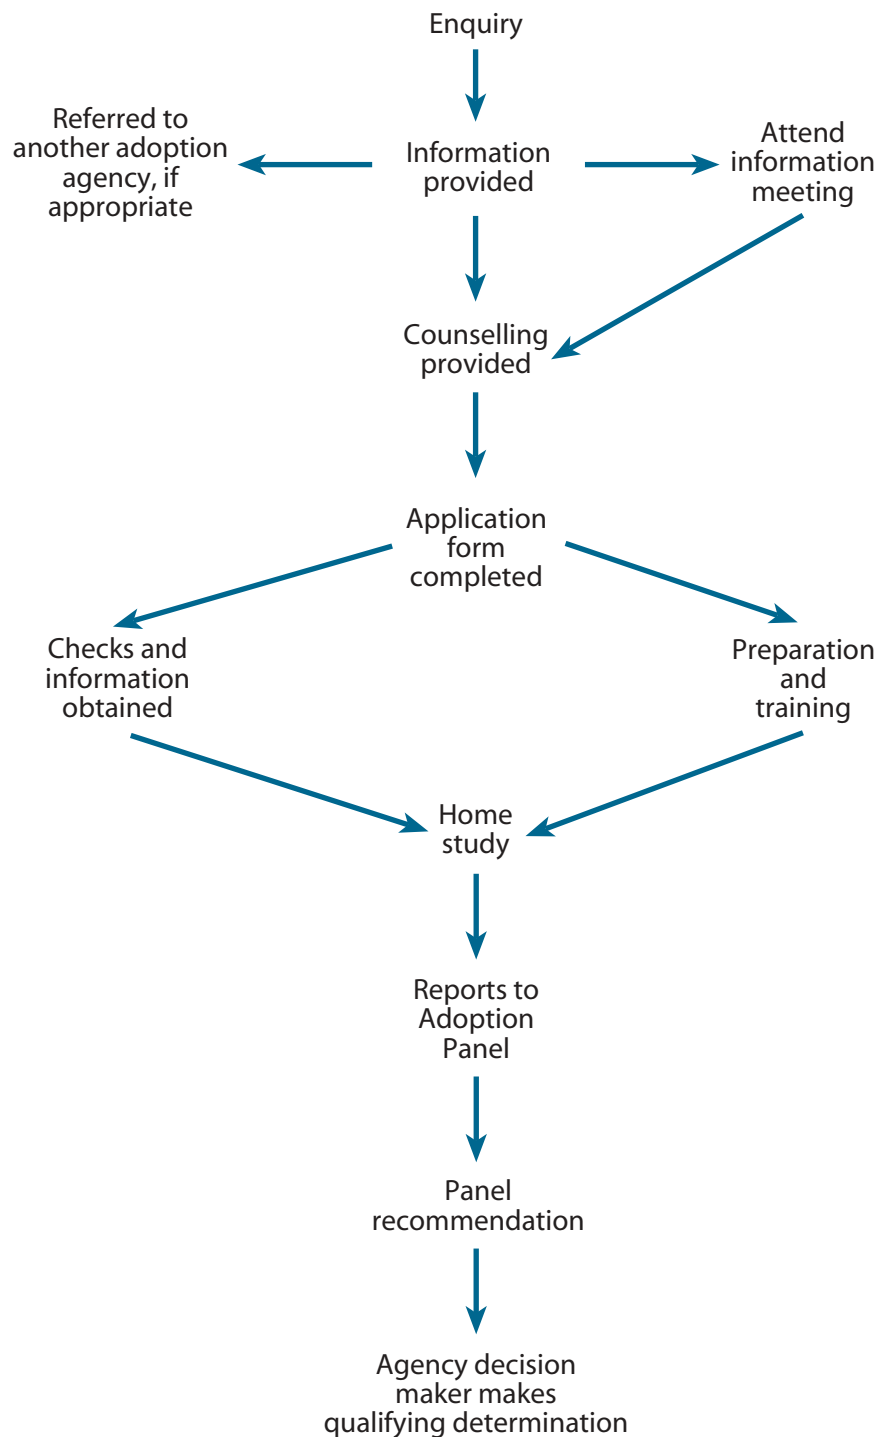 Enquiry
Referred to
another adoption
agency, if
appropriate
Information
provided
Attend
information
meeting
Counselling
provided
Application
form
completed
Checks and
information
obtained
Preparation
and
training
Home
study
Reports to
Adoption
Panel
Panel
recommendation
Agency decision
maker makes
qualifying determination